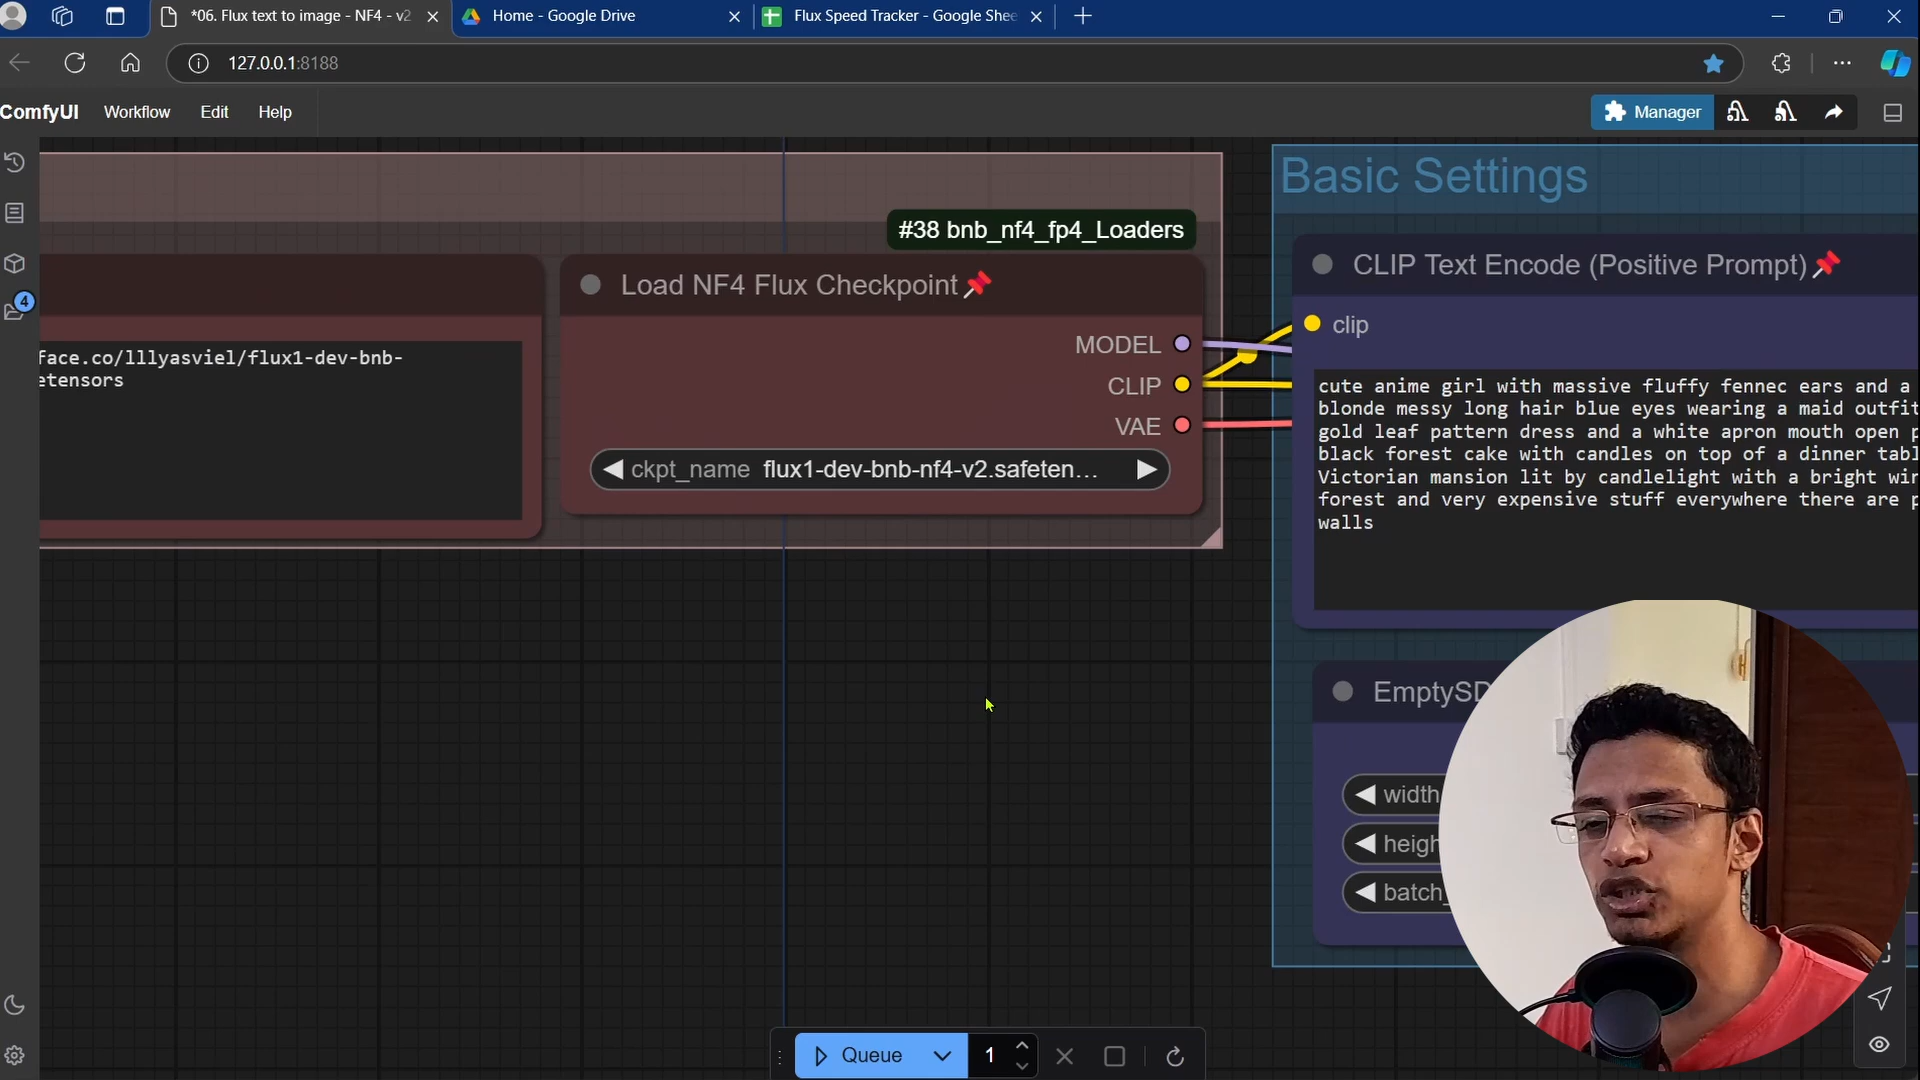 *06. Flux text to image - NF4 - v2
Home - Google Drive
Flux Speed Tracker - Google Shee
127.0.0.1:8188
ComfyUI
Workflow
Edit
Help
Manager
4
#38 bnb_nf4_fp4_Loaders
Load NF4 Flux Checkpoint
MODEL
CLIP
VAE
ckpt_name flux1-dev-bnb-nf4-v2.safeten...
face.co/lllyasviel/flux1-dev-bnb-
etensors
Basic Settings
CLIP Text Encode (Positive Prompt)
clip
cute anime girl with massive fluffy fennec ears and a
blonde messy long hair blue eyes wearing a maid outfit
gold leaf pattern dress and a white apron mouth open p
black forest cake with candles on top of a dinner tabl
Victorian mansion lit by candlelight with a bright win
forest and very expensive stuff everywhere there are p
walls
EmptySD
width
heigh
batch_
Queue
1